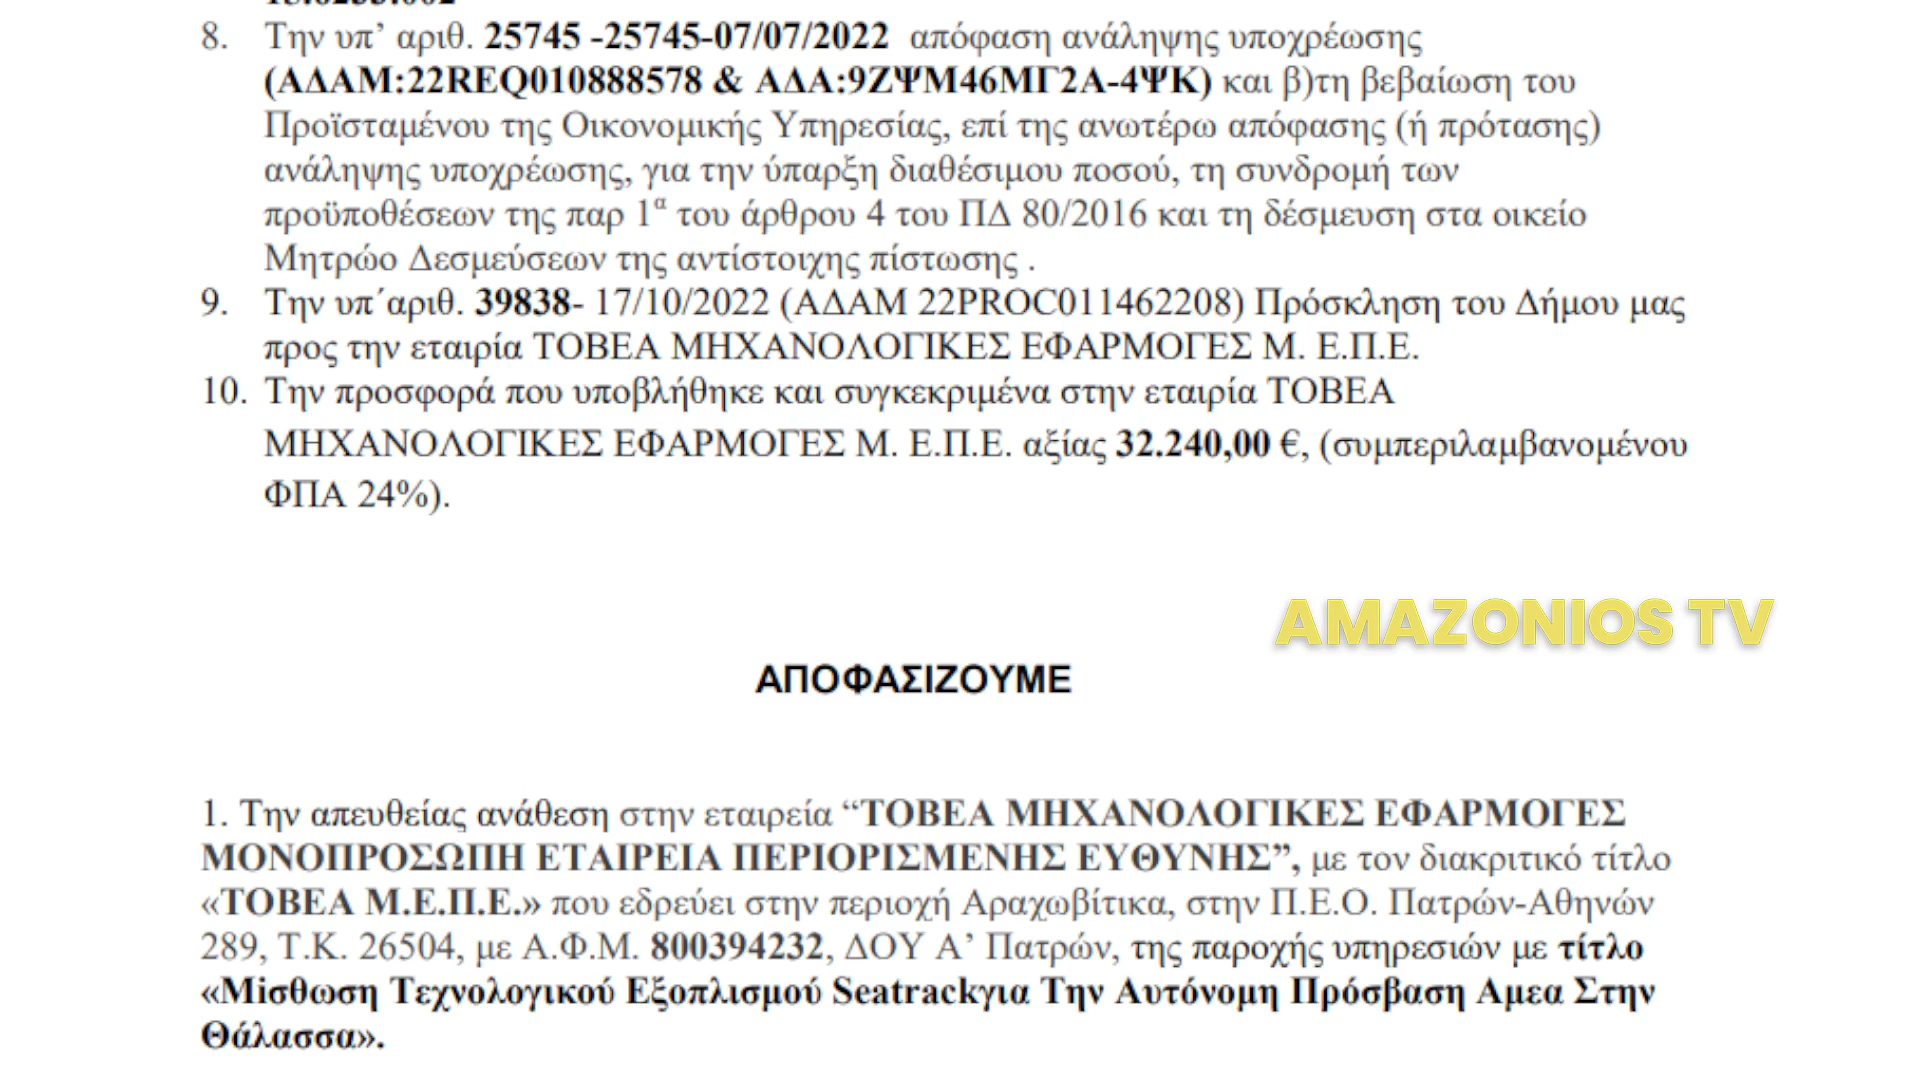 8. Την υπ’ αριθ. 25745 -25745-07/07/2022 απόφαση ανάληψης υποχρέωσης
(ΑΔΑΜ:22REQ010888578 & ΑΔΑ:9ΖΨΜ46ΜΓ2Α-4ΨΚ) και β)τη βεβαίωση του
Προϊσταμένου της Οικονομικής Υπηρεσίας, επί της ανωτέρω απόφασης (ή πρότασης)
ανάληψης υποχρέωσης, για την ύπαρξη διαθέσιμου ποσού, τη συνδρομή των
προϋποθέσεων της παρ 1α του άρθρου 4 του ΠΔ 80/2016 και τη δέσμευση στα οικείο
Μητρώο Δεσμεύσεων της αντίστοιχης πίστωσης .
9. Την υπ΄αριθ. 39838- 17/10/2022 (ΑΔΑΜ 22PROC011462208) Πρόσκληση του Δήμου μας
προς την εταιρία ΤΟΒΕΑ ΜΗΧΑΝΟΛΟΓΙΚΕΣ ΕΦΑΡΜΟΓΕΣ Μ. Ε.Π.Ε.
10. Την προσφορά που υποβλήθηκε και συγκεκριμένα στην εταιρία ΤΟΒΕΑ
ΜΗΧΑΝΟΛΟΓΙΚΕΣ ΕΦΑΡΜΟΓΕΣ Μ. Ε.Π.Ε. αξίας 32.240,00 €, (συμπεριλαμβανομένου
ΦΠΑ 24%).
AMAZONIOS TV
ΑΠΟΦΑΣΙΖΟΥΜΕ
1. Την απευθείας ανάθεση στην εταιρεία “ΤΟΒΕΑ ΜΗΧΑΝΟΛΟΓΙΚΕΣ ΕΦΑΡΜΟΓΕΣ
ΜΟΝΟΠΡΟΣΩΠΗ ΕΤΑΙΡΕΙΑ ΠΕΡΙΟΡΙΣΜΕΝΗΣ ΕΥΘΥΝΗΣ”, με τον διακριτικό τίτλο
«ΤΟΒΕΑ Μ.Ε.Π.Ε.» που εδρεύει στην περιοχή Αραχωβίτικα, στην Π.Ε.Ο. Πατρών-Αθηνών
289, Τ.Κ. 26504, με Α.Φ.Μ. 800394232, ΔΟΥ Α’ Πατρών, της παροχής υπηρεσιών με τίτλο
«Μiσθωση Τεχνολογικού Εξοπλισμού Seatrackγια Την Αυτόνομη Πρόσβαση Αμεα Στην
Θάλασσα».